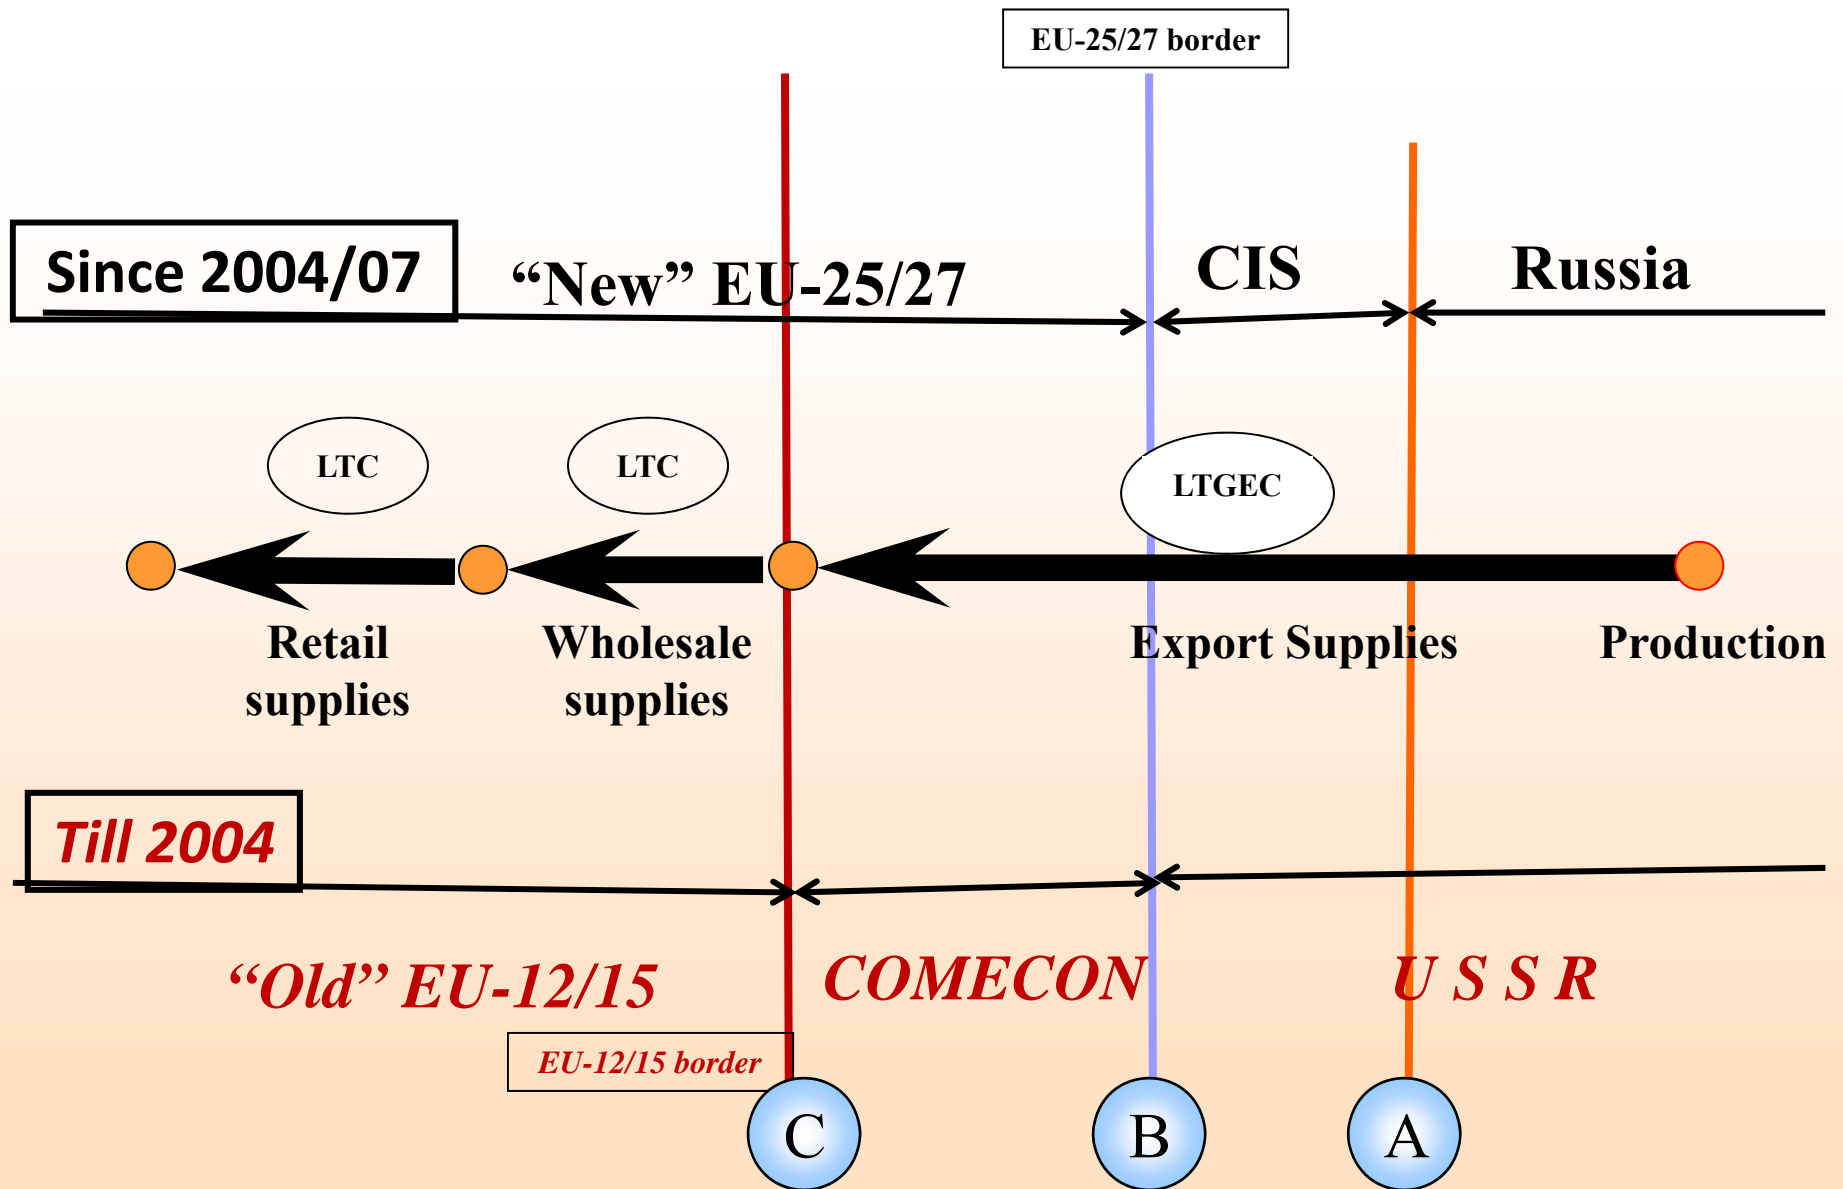 EU-25/27 border
Since 2004/07
“New” EU-25/27
CIS
Russia
LTC
LTC
LTGEC
Retail
supplies
Wholesale
supplies
Export Supplies
Production
Till 2004
“Old” EU-12/15
COMECON
U S S R
EU-12/15 border
C
B
A